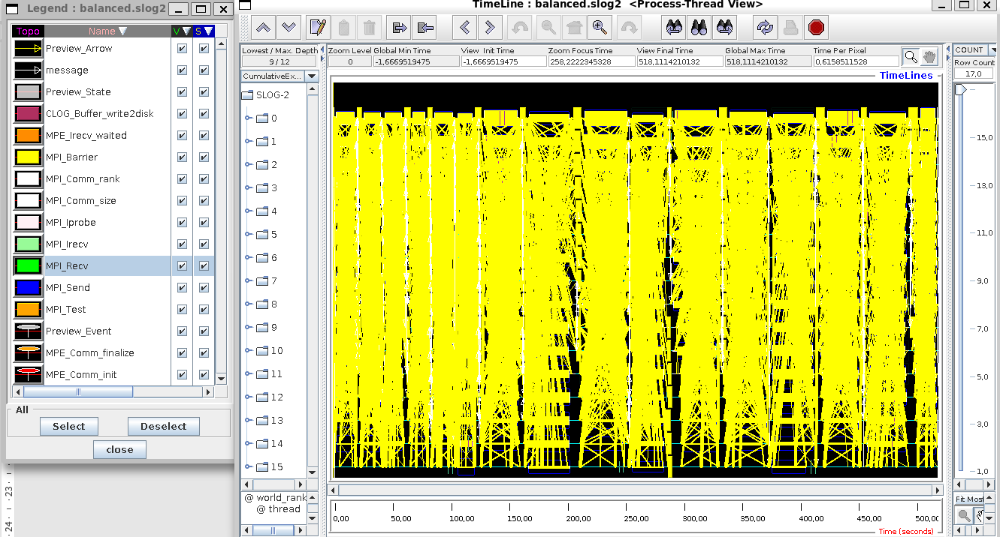 Legend : balanced.slog2
Topo Name V S
Preview_Arrow
message
Preview_State
CLOG_Buffer_write2disk
MPE_Irecv_waited
MPI_Barrier
MPI_Comm_rank
MPI_Comm_size
MPI_Iprobe
MPI_Irecv
MPI_Recv
MPI_Send
MPI_Test
Preview_Event
MPE_Comm_finalize
MPE_Comm_init
All
Select Deselect
close
23
24
TimeLine : balanced.slog2 <Process-Thread View>
Lowest / Max. Depth Zoom Level Global Min Time View Init Time Zoom Focus Time View Final Time Global Max Time Time Per Pixel
9 / 12 0 -1,6669519475 -1,6669519475 258,2222345328 518,1114210132 518,1114210132 0,6158511528
CumulativeEx...
TimeLines
SLOG-2
0
1
2
3
4
5
6
7
8
9
10
11
12
13
14
15
@ world_rank
@ thread
0,00 50,00 100,00 150,00 200,00 250,00 300,00 350,00 400,00 450,00 500,0
Time (seconds)
COUNT
Row Count
17,0
15,0
13,0
11,0
9,0
7,0
5,0
3,0
1,0
Fit Most